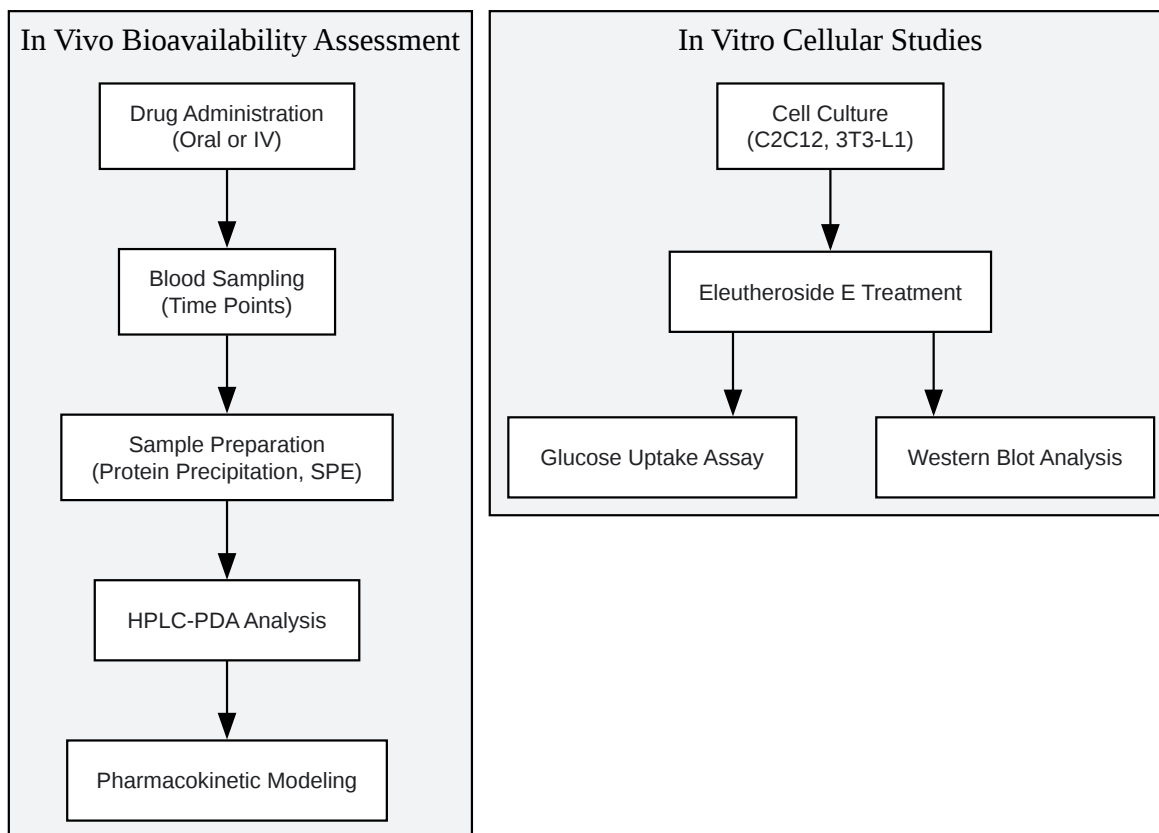 In Vivo Bioavailability Assessment
Drug Administration
(Oral or IV)
Blood Sampling
(Time Points)
Sample Preparation
(Protein Precipitation, SPE)
HPLC-PDA Analysis
Pharmacokinetic Modeling
In Vitro Cellular Studies
Cell Culture
(C2C12, 3T3-L1)
Eleutheroside E Treatment
Glucose Uptake Assay
Western Blot Analysis